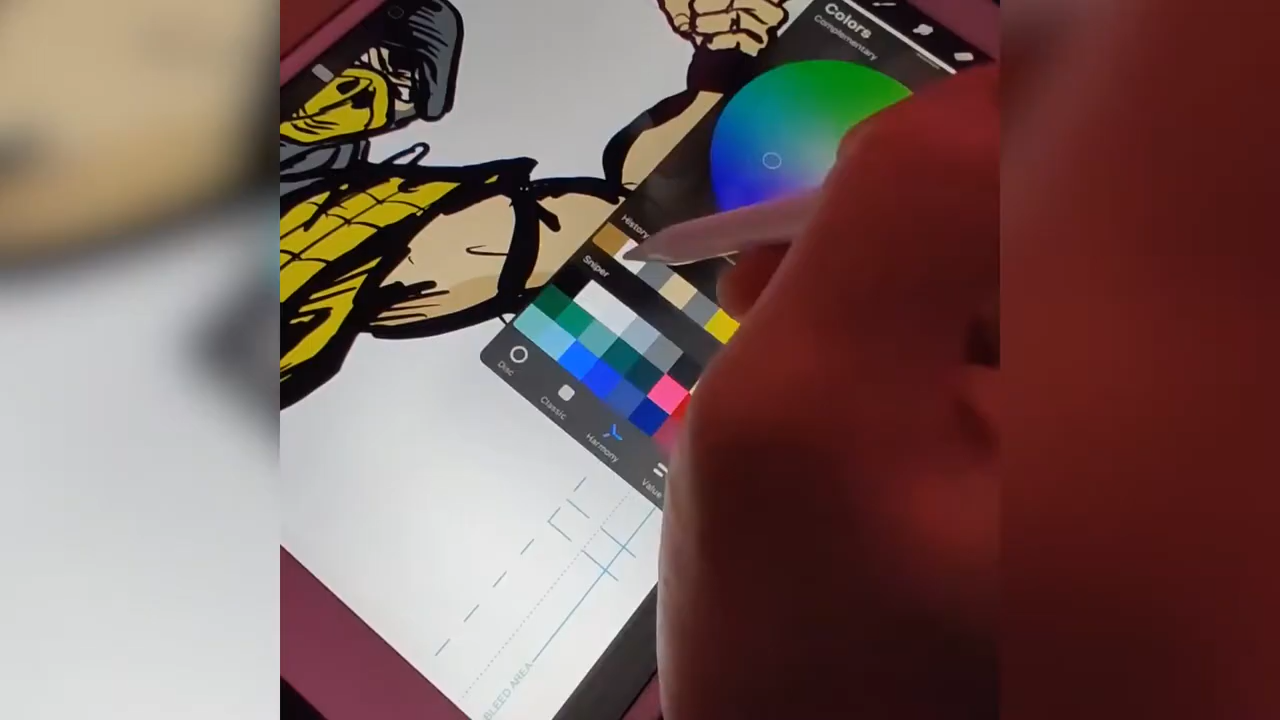 Colors
Complementary
History
Sniper
Disc
Classic
Harmony
Value
BLEED AREA